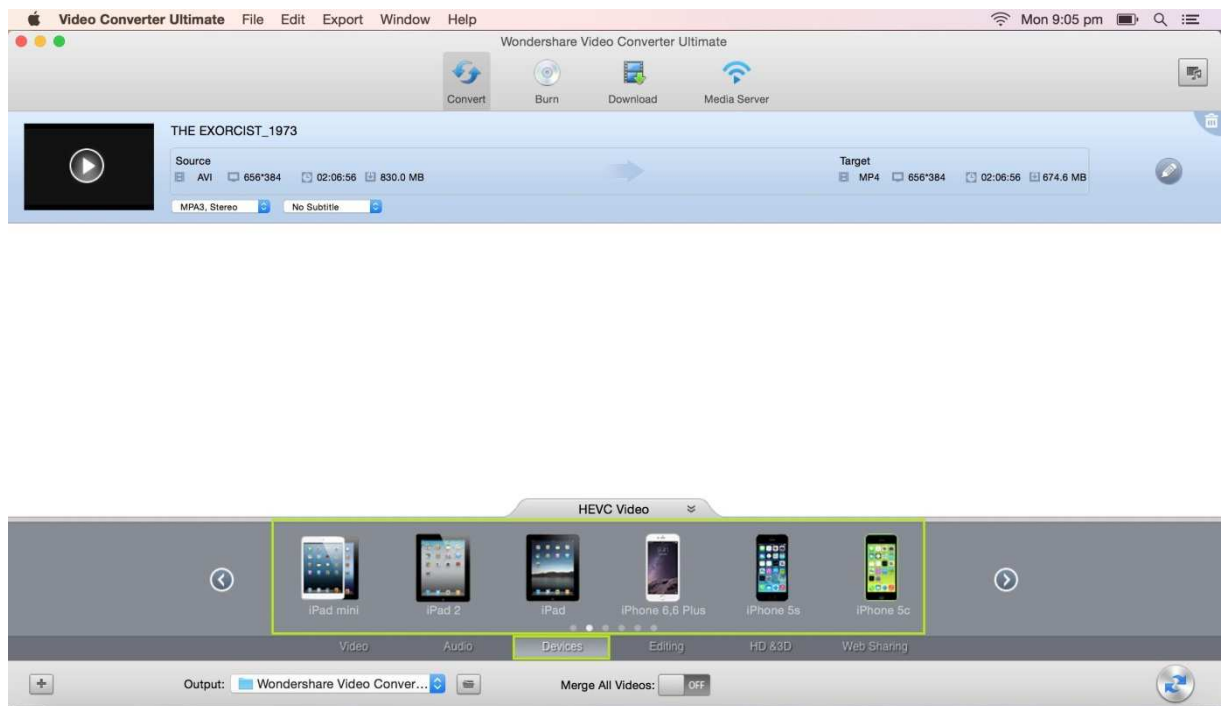 Video Converter Ultimate File Edit Export Window Help Mon 9:05 pm
Wondershare Video Converter Ultimate
Convert Burn Download Media Server
THE EXORCIST_1973
Source Target
AVI 656*384 02:06:56 830.0 MB MP4 656*384 02:06:56 674.6 MB
MPA3, Stereo No Subtitle
HEVC Video
iPad mini iPad 2 iPad iPhone 6,6 Plus iPhone 5s iPhone 5c
Video Audio Devices Editing HD &3D Web Sharing
Output: Wondershare Video Conver... Merge All Videos: OFF